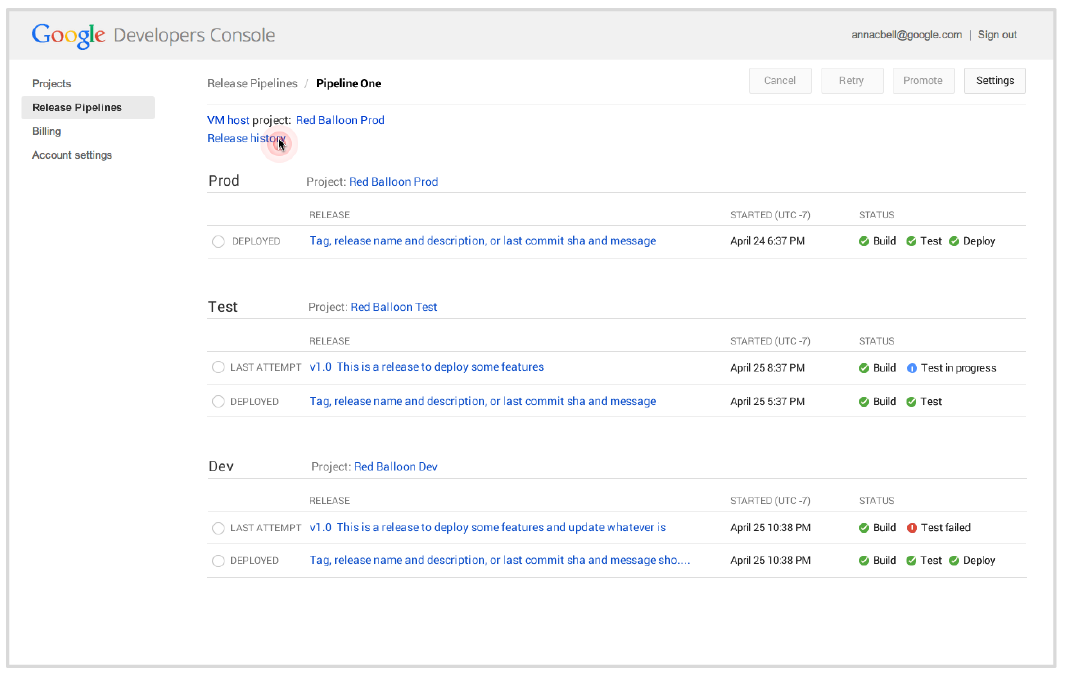 Google Developers Console
annacbell@google.com | Sign out
Projects
Release Pipelines
Billing
Account settings
Release Pipelines / Pipeline One
Cancel
Retry
Promote
Settings
VM host project: Red Balloon Prod
Release history
Prod Project: Red Balloon Prod
RELEASE STARTED (UTC -7) STATUS
DEPLOYED Tag, release name and description, or last commit sha and message April 24 6:37 PM Build Test Deploy
Test Project: Red Balloon Test
RELEASE STARTED (UTC -7) STATUS
LAST ATTEMPT v1.0 This is a release to deploy some features April 25 8:37 PM Build Test in progress
DEPLOYED Tag, release name and description, or last commit sha and message April 25 5:37 PM Build Test
Dev Project: Red Balloon Dev
RELEASE STARTED (UTC -7) STATUS
LAST ATTEMPT v1.0 This is a release to deploy some features and update whatever is April 25 10:38 PM Build Test failed
DEPLOYED Tag, release name and description, or last commit sha and message sho.... April 25 10:38 PM Build Test Deploy